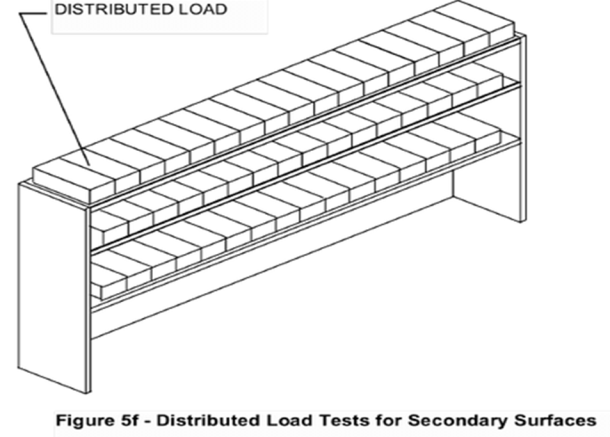 DISTRIBUTED LOAD
Figure 5f - Distributed Load Tests for Secondary Surfaces